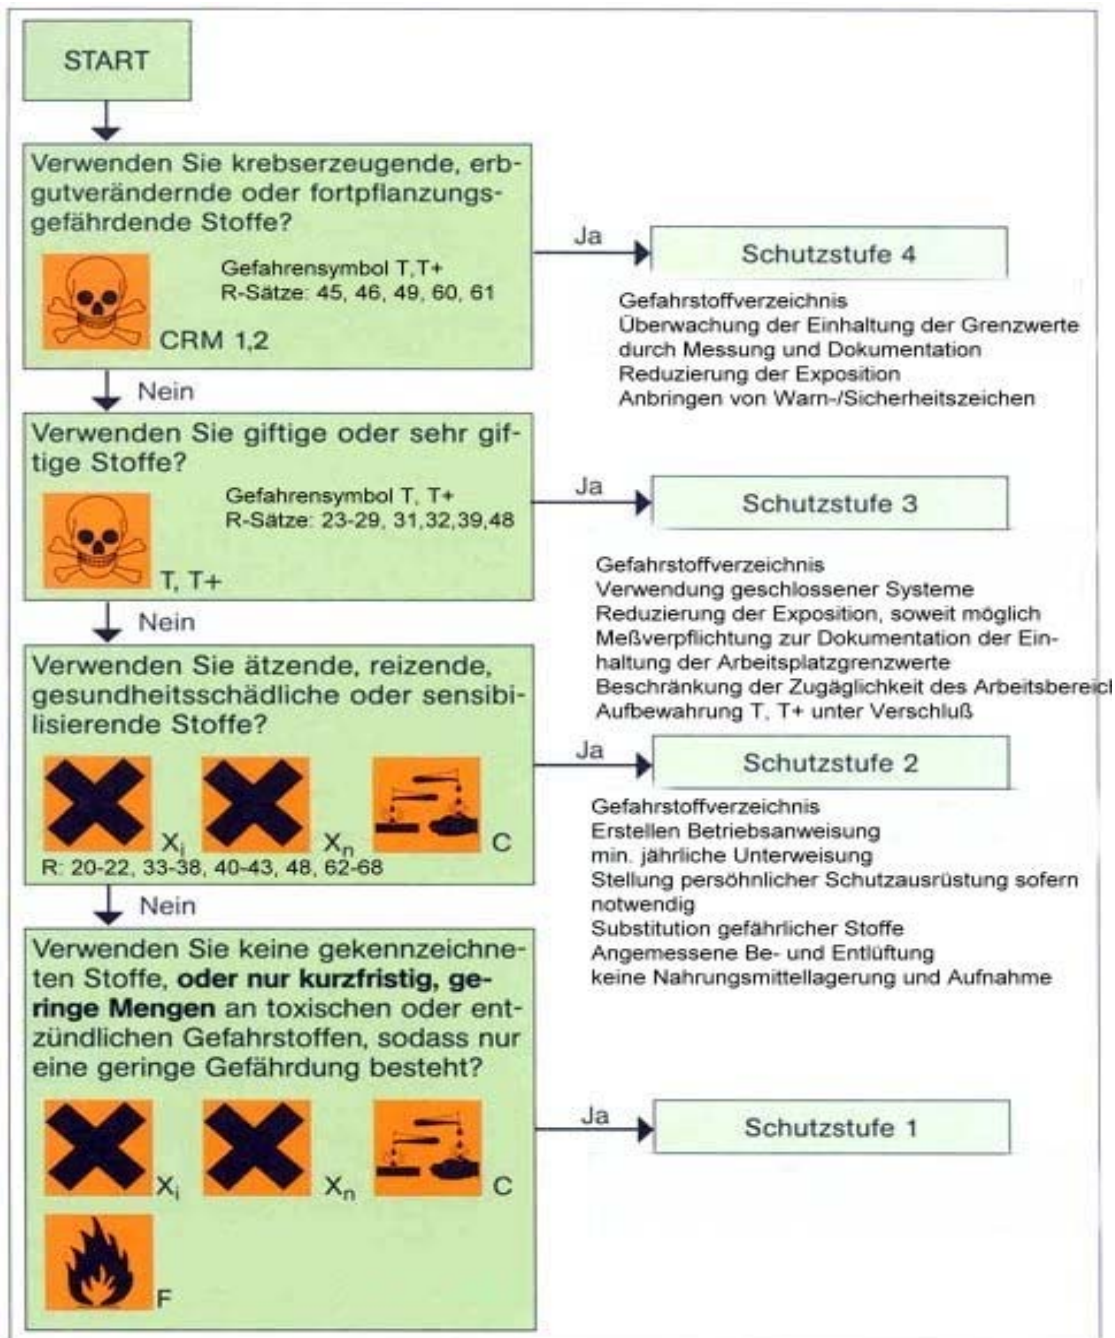 START
Verwenden Sie krebserzeugende, erb-
gutverändernde oder fortpflanzungs-
gefährdende Stoffe?
Gefahrensymbol T,T+
R-Sätze: 45, 46, 49, 60, 61
CRM 1,2
Ja
Schutzstufe 4
Gefahrstoffverzeichnis
Überwachung der Einhaltung der Grenzwerte
durch Messung und Dokumentation
Reduzierung der Exposition
Anbringen von Warn-/Sicherheitszeichen
Nein
Verwenden Sie giftige oder sehr gif-
tige Stoffe?
Gefahrensymbol T, T+
R-Sätze: 23-29, 31,32,39,48
T, T+
Ja
Schutzstufe 3
Gefahrstoffverzeichnis
Verwendung geschlossener Systeme
Reduzierung der Exposition, soweit möglich
Meßverpflichtung zur Dokumentation der Ein-
haltung der Arbeitsplatzgrenzwerte
Beschränkung der Zugäglichkeit des Arbeitsbereich
Aufbewahrung T, T+ unter Verschluß
Nein
Verwenden Sie ätzende, reizende,
gesundheitsschädliche oder sensibi-
lisierende Stoffe?
Xi Xn C
R: 20-22, 33-38, 40-43, 48, 62-68
Ja
Schutzstufe 2
Gefahrstoffverzeichnis
Erstellen Betriebsanweisung
min. jährliche Unterweisung
Stellung persöhnlicher Schutzausrüstung sofern
notwendig
Substitution gefährlicher Stoffe
Angemessene Be- und Entlüftung
keine Nahrungsmittellagerung und Aufnahme
Nein
Verwenden Sie keine gekennzeichne-
ten Stoffe, oder nur kurzfristig, ge-
ringe Mengen an toxischen oder ent-
zündlichen Gefahrstoffen, sodass nur
eine geringe Gefährdung besteht?
Xi Xn C
F
Ja
Schutzstufe 1